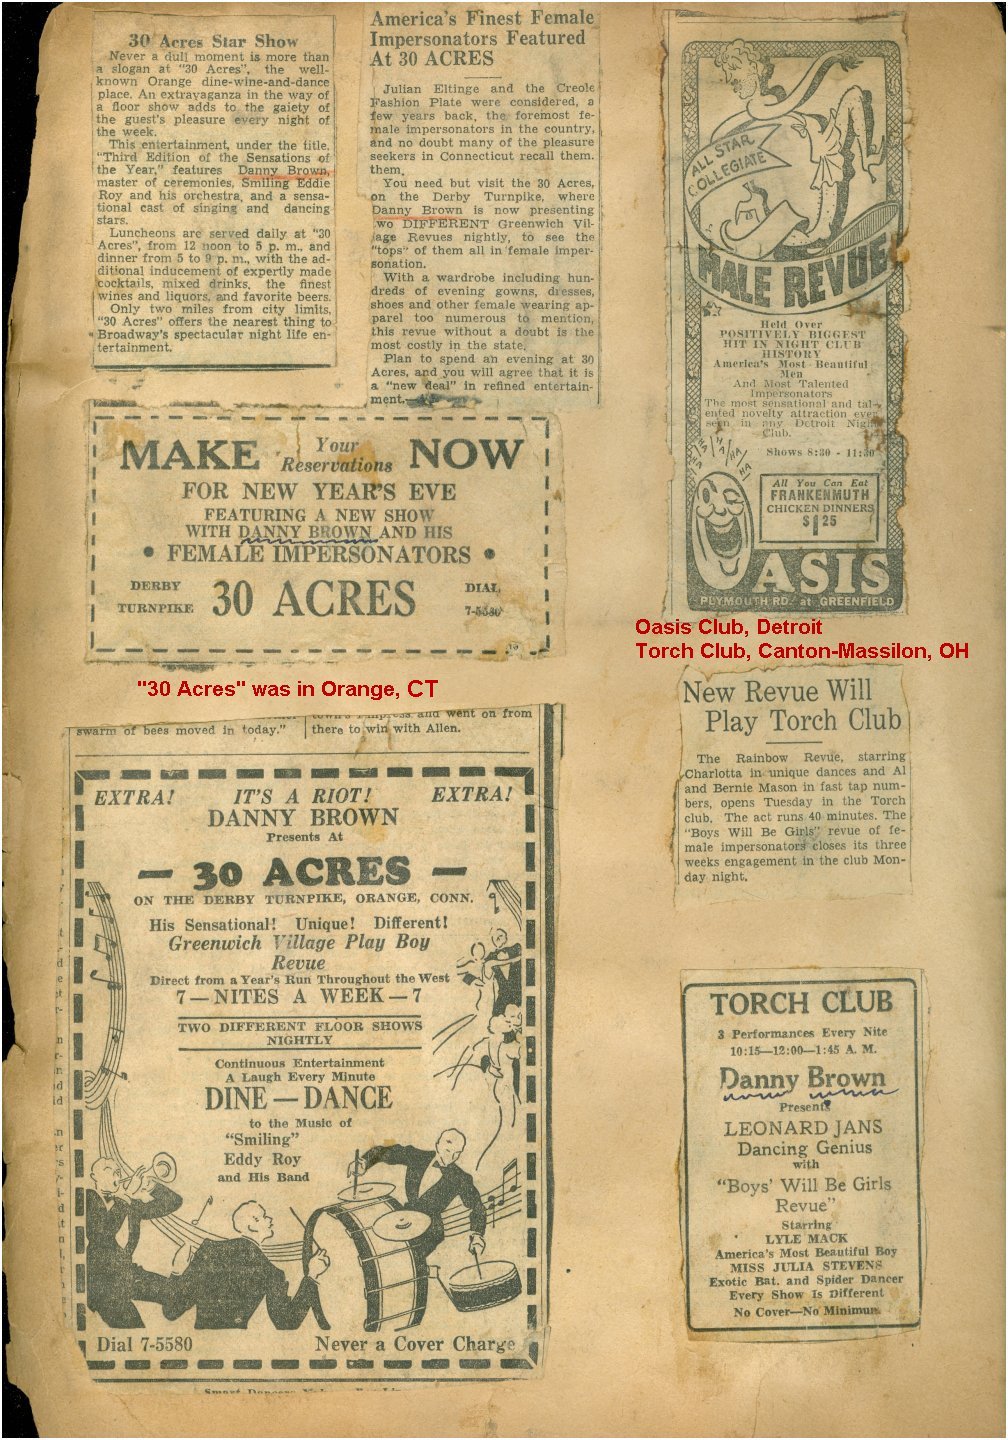 30 Acres Star Show
Never a dull moment is more than
a slogan at "30 Acres", the well-
known Orange dine-wine-and-dance
place. An extravaganza in the way of
a floor show adds to the gaiety of
the guest's pleasure every night of
the week.
This entertainment, under the title,
"Third Edition of the Sensations of
the Year," features Danny Brown,
master of ceremonies, Smiling Eddie
Roy and his orchestra, and a sensa-
tional cast of singing and dancing
stars.
Luncheons are served daily at "30
Acres", from 12 noon to 5 p. m., and
dinner from 5 to 9 p. m., with the ad-
ditional inducement of expertly made
cocktails, mixed drinks, the finest
wines and liquors, and favorite beers.
Only two miles from city limits,
"30 Acres" offers the nearest thing to
Broadway's spectacular night life en-
tertainment.
America's Finest Female
Impersonators Featured
At 30 ACRES
Julian Eltinge and the Creole
Fashion Plate were considered, a
few years back, the foremost fe-
male impersonators in the country,
and no doubt many of the pleasure
seekers in Connecticut recall them.
them.
You need but visit the 30 Acres,
on the Derby Turnpike, where
Danny Brown is now presenting
two DIFFERENT Greenwich Vil-
lage Revues nightly, to see the
"tops" of them all in female imper-
sonation.
With a wardrobe including hun-
dreds of evening gowns, dresses,
shoes and other female wearing ap-
parel too numerous to mention,
this revue without a doubt is the
most costly in the state.
Plan to spend an evening at 30
Acres, and you will agree that it is
a "new deal" in refined entertain-
ment.
ALL STAR
COLLEGIATE
MALE REVUE
Held Over
POSITIVELY BIGGEST
HIT IN NIGHT CLUB
HISTORY
America's Most Beautiful
Men
And Most Talented
Impersonators
The most sensational and tal-
ented novelty attraction ever
seen in any Detroit Night
Club.
Shows 8:30 - 11:30
HA HA HA HA HA
All You Can Eat
FRANKENMUTH
CHICKEN DINNERS
$1.25
OASIS
PLYMOUTH RD. at GREENFIELD
MAKE Your Reservations NOW
FOR NEW YEAR'S EVE
FEATURING A NEW SHOW
WITH DANNY BROWN AND HIS
• FEMALE IMPERSONATORS •
DERBY TURNPIKE 30 ACRES DIAL 7-5580
Oasis Club, Detroit
Torch Club, Canton-Massilon, OH
"30 Acres" was in Orange, CT
New Revue Will
Play Torch Club
The Rainbow Revue, starring
Charlotta in unique dances and Al
and Bernie Mason in fast tap num-
bers, opens Tuesday in the Torch
club. The act runs 40 minutes. The
"Boys Will Be Girls" revue of fe-
male impersonators closes its three
weeks engagement in the club Mon-
day night.
swarm of bees moved in today."
and went on from
there to win with Allen.
EXTRA! IT'S A RIOT! EXTRA!
DANNY BROWN
Presents At
— 30 ACRES —
ON THE DERBY TURNPIKE, ORANGE, CONN.
His Sensational! Unique! Different!
Greenwich Village Play Boy
Revue
Direct from a Year's Run Throughout the West
7—NITES A WEEK—7
TWO DIFFERENT FLOOR SHOWS
NIGHTLY
Continuous Entertainment
A Laugh Every Minute
DINE—DANCE
to the Music of
"Smiling"
Eddy Roy
and His Band
Dial 7-5580 Never a Cover Charge
TORCH CLUB
3 Performances Every Nite
10:15—12:00—1:45 A. M.
Danny Brown
Presents
LEONARD JANS
Dancing Genius
with
"Boys' Will Be Girls
Revue"
Starring
LYLE MACK
America's Most Beautiful Boy
MISS JULIA STEVENS
Exotic Bat. and Spider Dancer
Every Show Is Different
No Cover—No Minimum